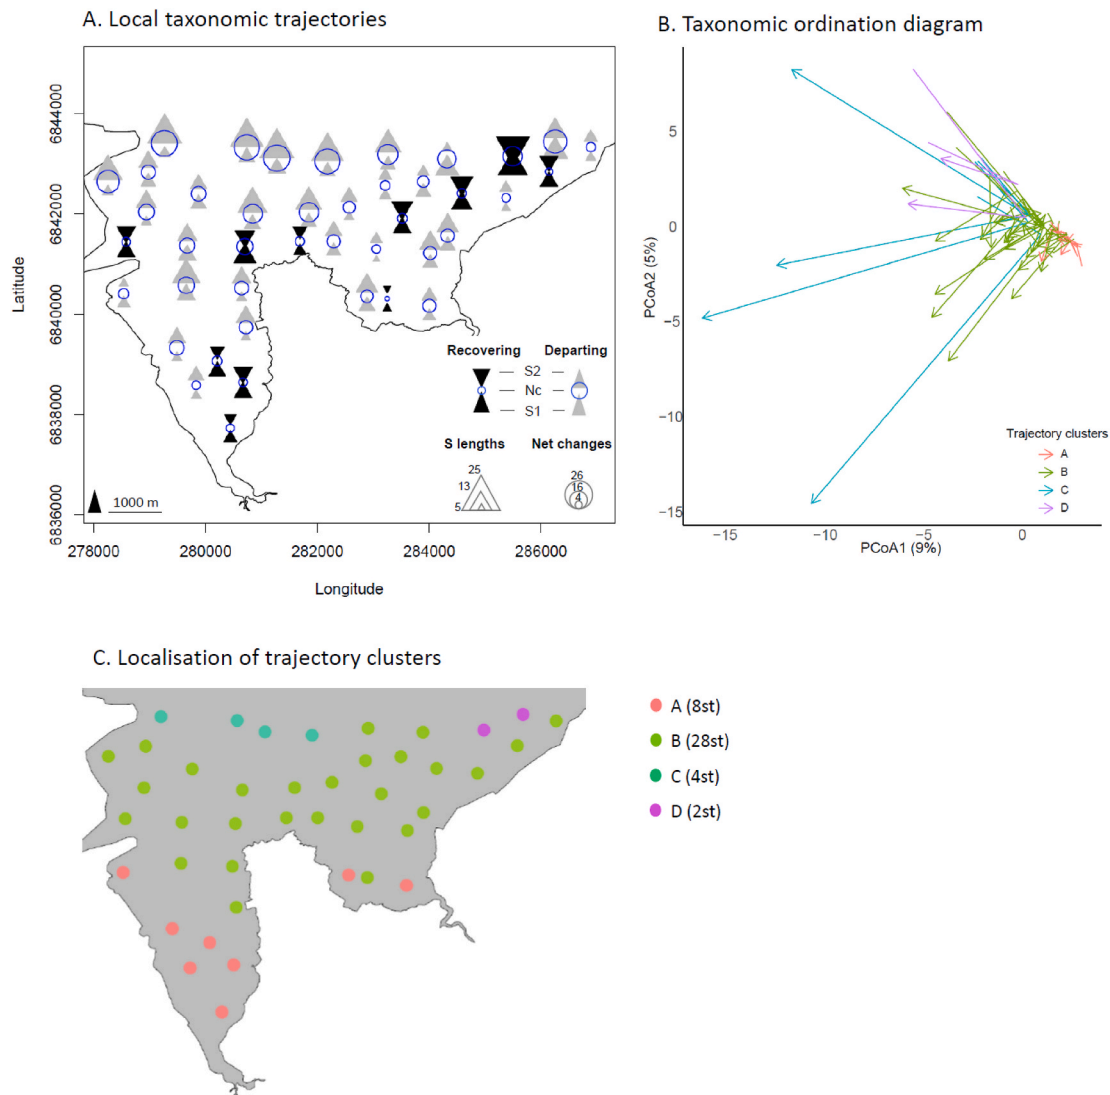 A. Local taxonomic trajectories
B. Taxonomic ordination diagram
Latitude
6844000
6842000
6840000
6838000
6836000
278000 280000 282000 284000 286000
Longitude
Recovering Departing
S2
Nc
S1
S lengths Net changes
25
13
5
26
16
4
1000 m
PCoA2 (5%)
5
0
−5
−10
−15
−15 −10 −5 0
PCoA1 (9%)
Trajectory clusters
A
B
C
D
C. Localisation of trajectory clusters
A (8st)
B (28st)
C (4st)
D (2st)